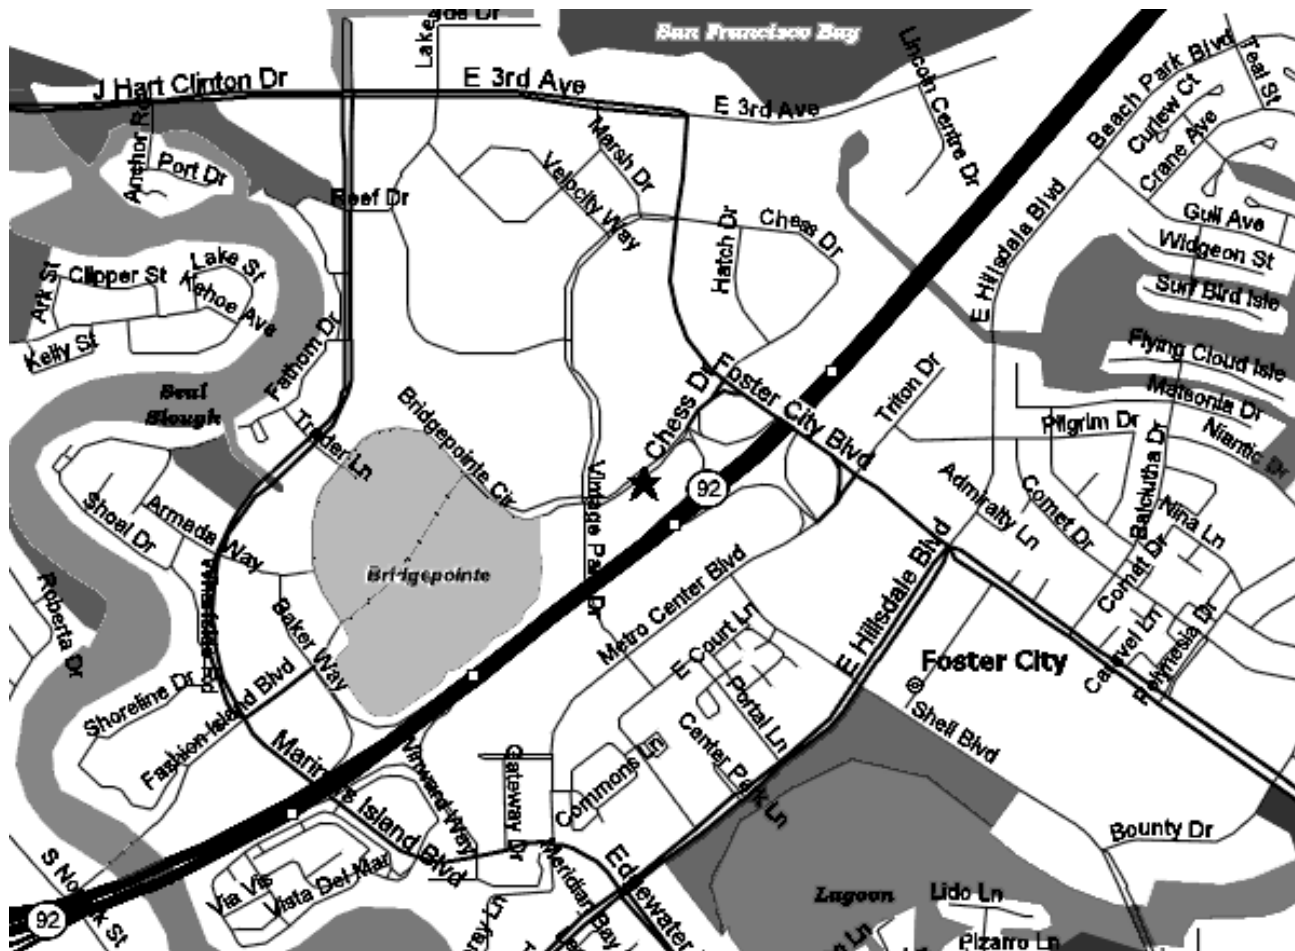 San Francisco Bay
J Hart Clinton Dr
E 3rd Ave
E 3rd Ave
Lincoln Centre Dr
Beach Park Blvd
Teal St
Curlew Ct
Crane Ave
Port Dr
Marsh Dr
Velocity Way
Reef Dr
Hatch Dr
Chess Dr
E Hillsdale Blvd
Gull Ave
Widgeon St
Surf Bird Isle
Ark St
Clipper St
Lake St
Kehoe Ave
Kelly St
Fathom Dr
Flying Cloud Isle
Matsonia Dr
Niantic Dr
Seal
Slough
Trader Ln
Bridgepointe Cir
Chess Dr
Foster City Blvd
Triton Dr
Pilgrim Dr
Balclutha Dr
Nina Ln
Vintage Park Dr
92
Admiralty Ln
Comet Dr
Comet Dr
Shoal Dr
Armada Way
Bridgepointe
Metro Center Blvd
E Hillsdale Blvd
Roberta Dr
Baker Way
E Court Ln
Portal Ln
Foster City
Caravel Ln
Polynesia Dr
Shoreline Dr
Fashion Island Blvd
Mariners Island Blvd
Gateway Dr
Center Park Ln
Commons Ln
Shell Blvd
Bounty Dr
Via Vis
Vista Del Mar
Edgewater
Meridian Bay
Lagoon
Lido Ln
Pizarro Ln
92